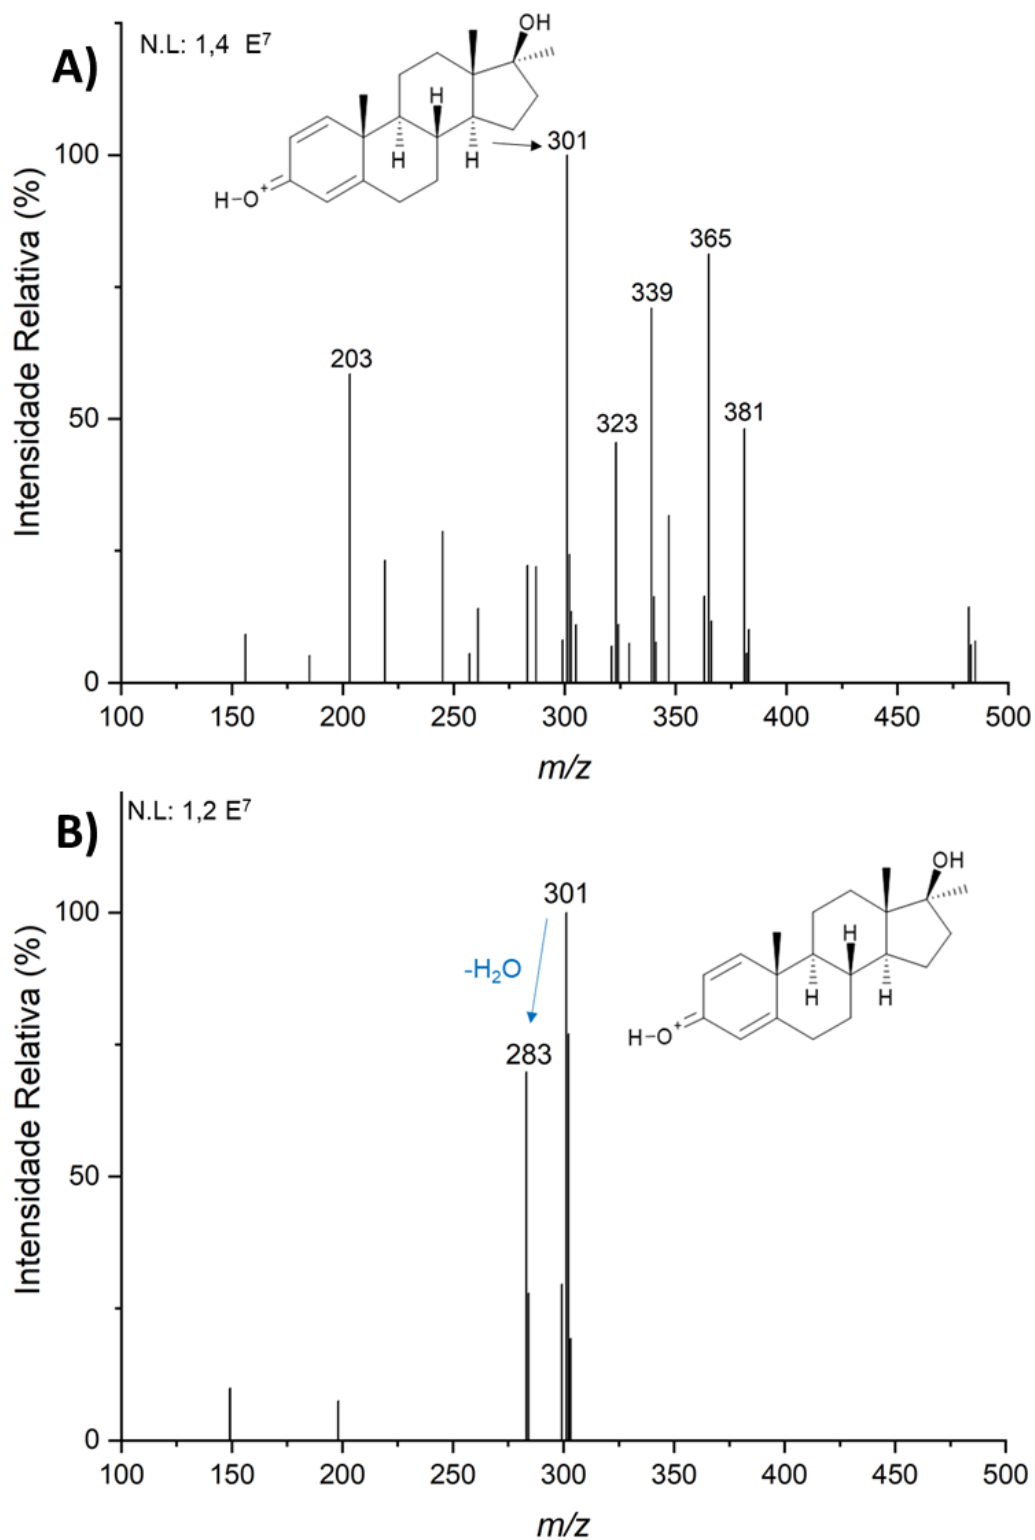 A)
N.L: 1,4 E⁷
OH
H
H
H
H-O⁺
301
365
339
203
323
381
Intensidade Relativa (%)
100
50
0
100 150 200 250 300 350 400 450 500
m/z
B)
N.L: 1,2 E⁷
301
-H₂O
283
OH
H
H
H
H-O⁺
Intensidade Relativa (%)
100
50
0
100 150 200 250 300 350 400 450 500
m/z